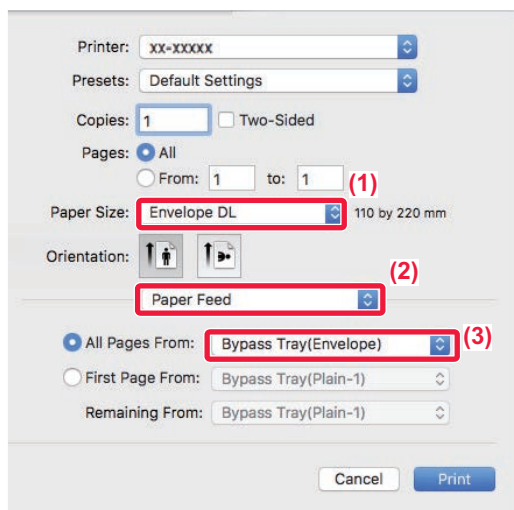 Printer: xx-xxxxx
Presets: Default Settings
Copies: 1 Two-Sided
Pages: All
From: 1 to: 1
(1)
Paper Size: Envelope DL 110 by 220 mm
Orientation:
(2)
Paper Feed
All Pages From: Bypass Tray(Envelope) (3)
First Page From: Bypass Tray(Plain-1)
Remaining From: Bypass Tray(Plain-1)
Cancel Print